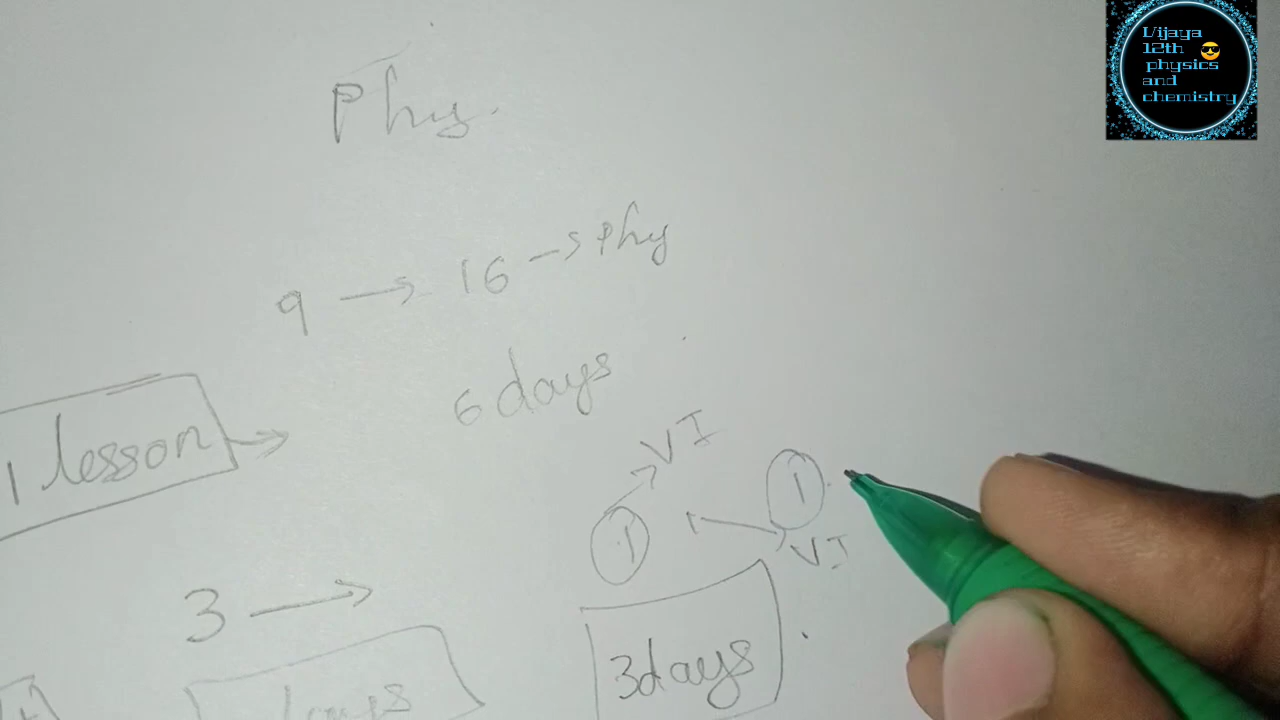 Vijaya
12th 😎
physics
and
chemistry
Phy.
9 → 16 → Phy
6 days
1 lesson →
VI
1
1
VI
3 →
3days
days